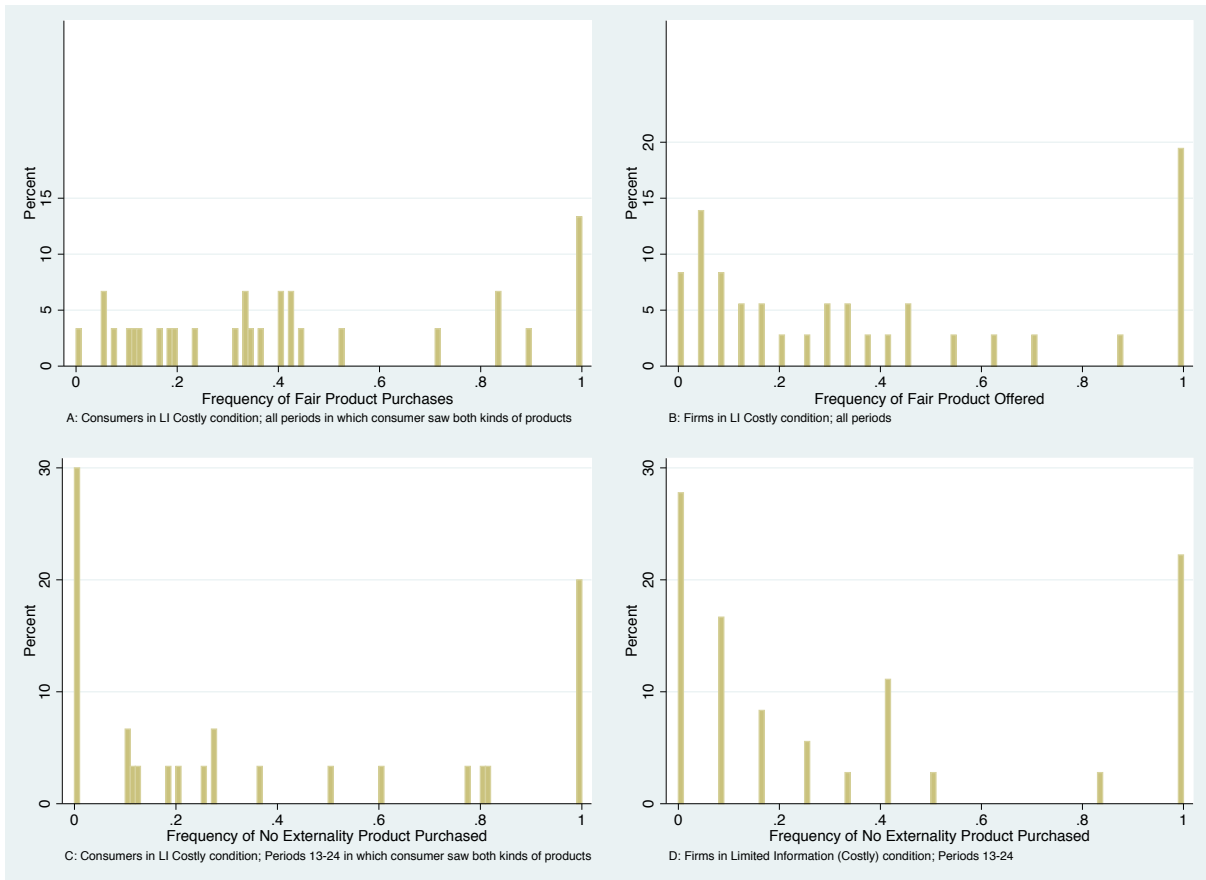 Percent
15
10
5
0
0 .2 .4 .6 .8 1
Frequency of Fair Product Purchases
A: Consumers in LI Costly condition; all periods in which consumer saw both kinds of products
Percent
20
15
10
5
0
0 .2 .4 .6 .8 1
Frequency of Fair Product Offered
B: Firms in LI Costly condition; all periods
Percent
30
20
10
0
0 .2 .4 .6 .8 1
Frequency of No Externality Product Purchased
C: Consumers in LI Costly condition; Periods 13-24 in which consumer saw both kinds of products
Percent
30
20
10
0
0 .2 .4 .6 .8 1
Frequency of No Externality Product Purchased
D: Firms in Limited Information (Costly) condition; Periods 13-24